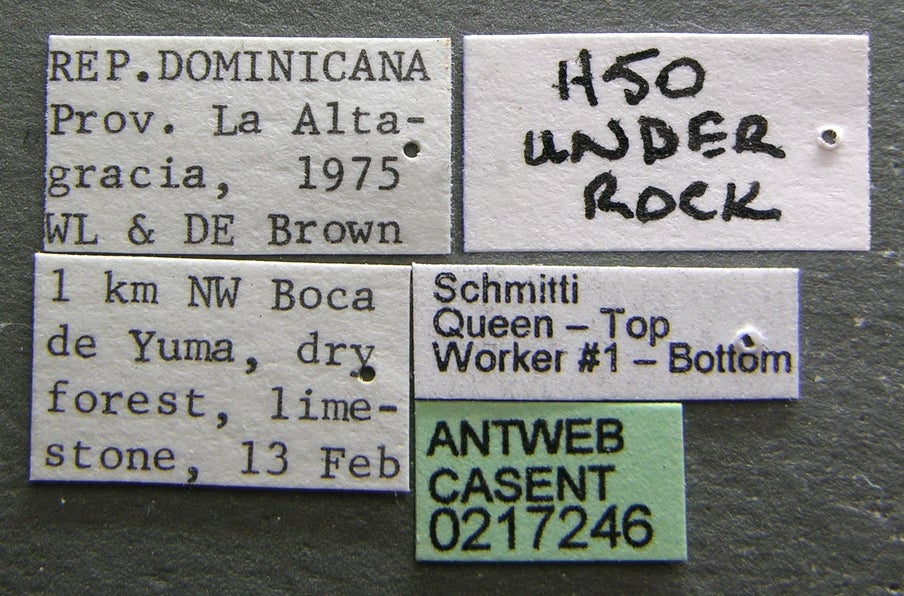 REP.DOMINICANA
Prov. La Alta-
gracia, 1975
WL & DE Brown
H50
UNDER
ROCK
1 km NW Boca
de Yuma, dry
forest, lime-
stone, 13 Feb
Schmitti
Queen – Top
Worker #1 – Bottom
ANTWEB
CASENT
0217246